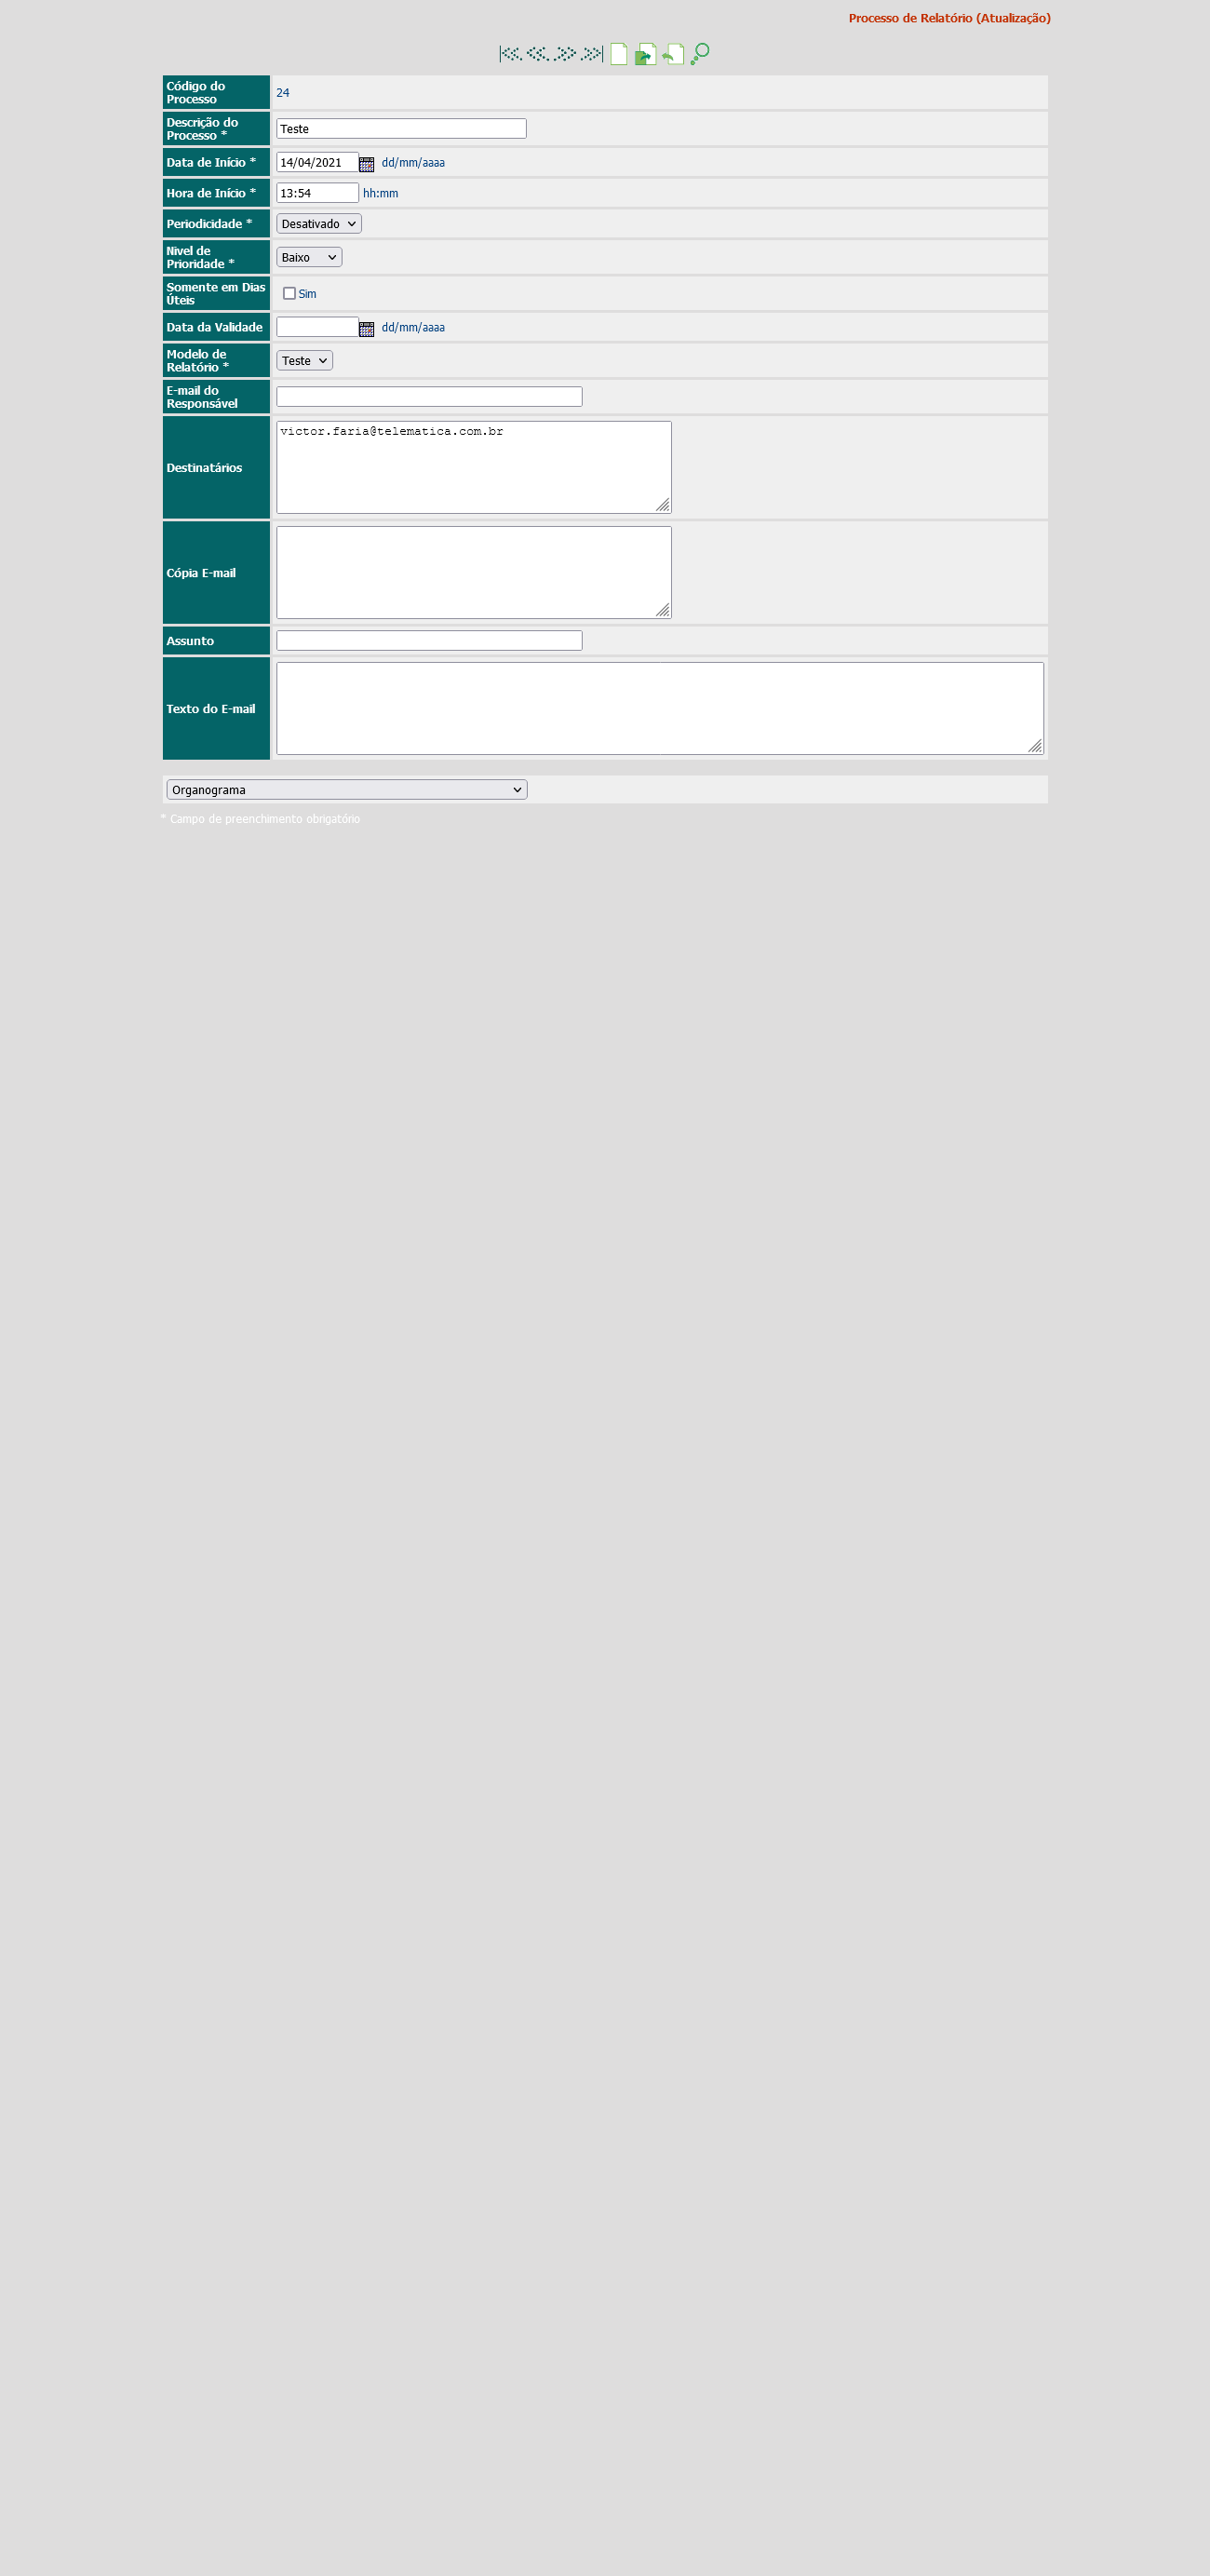 Processo de Relatório (Atualização)
Código do
Processo
24
Descrição do
Processo *
Teste
Data de Início *
14/04/2021
dd/mm/aaaa
Hora de Início *
13:54
hh:mm
Periodicidade *
Desativado
Nivel de
Prioridade *
Baixo
Somente em Dias
Úteis
Sim
Data da Validade
dd/mm/aaaa
Modelo de
Relatório *
Teste
E-mail do
Responsável
Destinatários
victor.faria@telematica.com.br
Cópia E-mail
Assunto
Texto do E-mail
Organograma
* Campo de preenchimento obrigatório